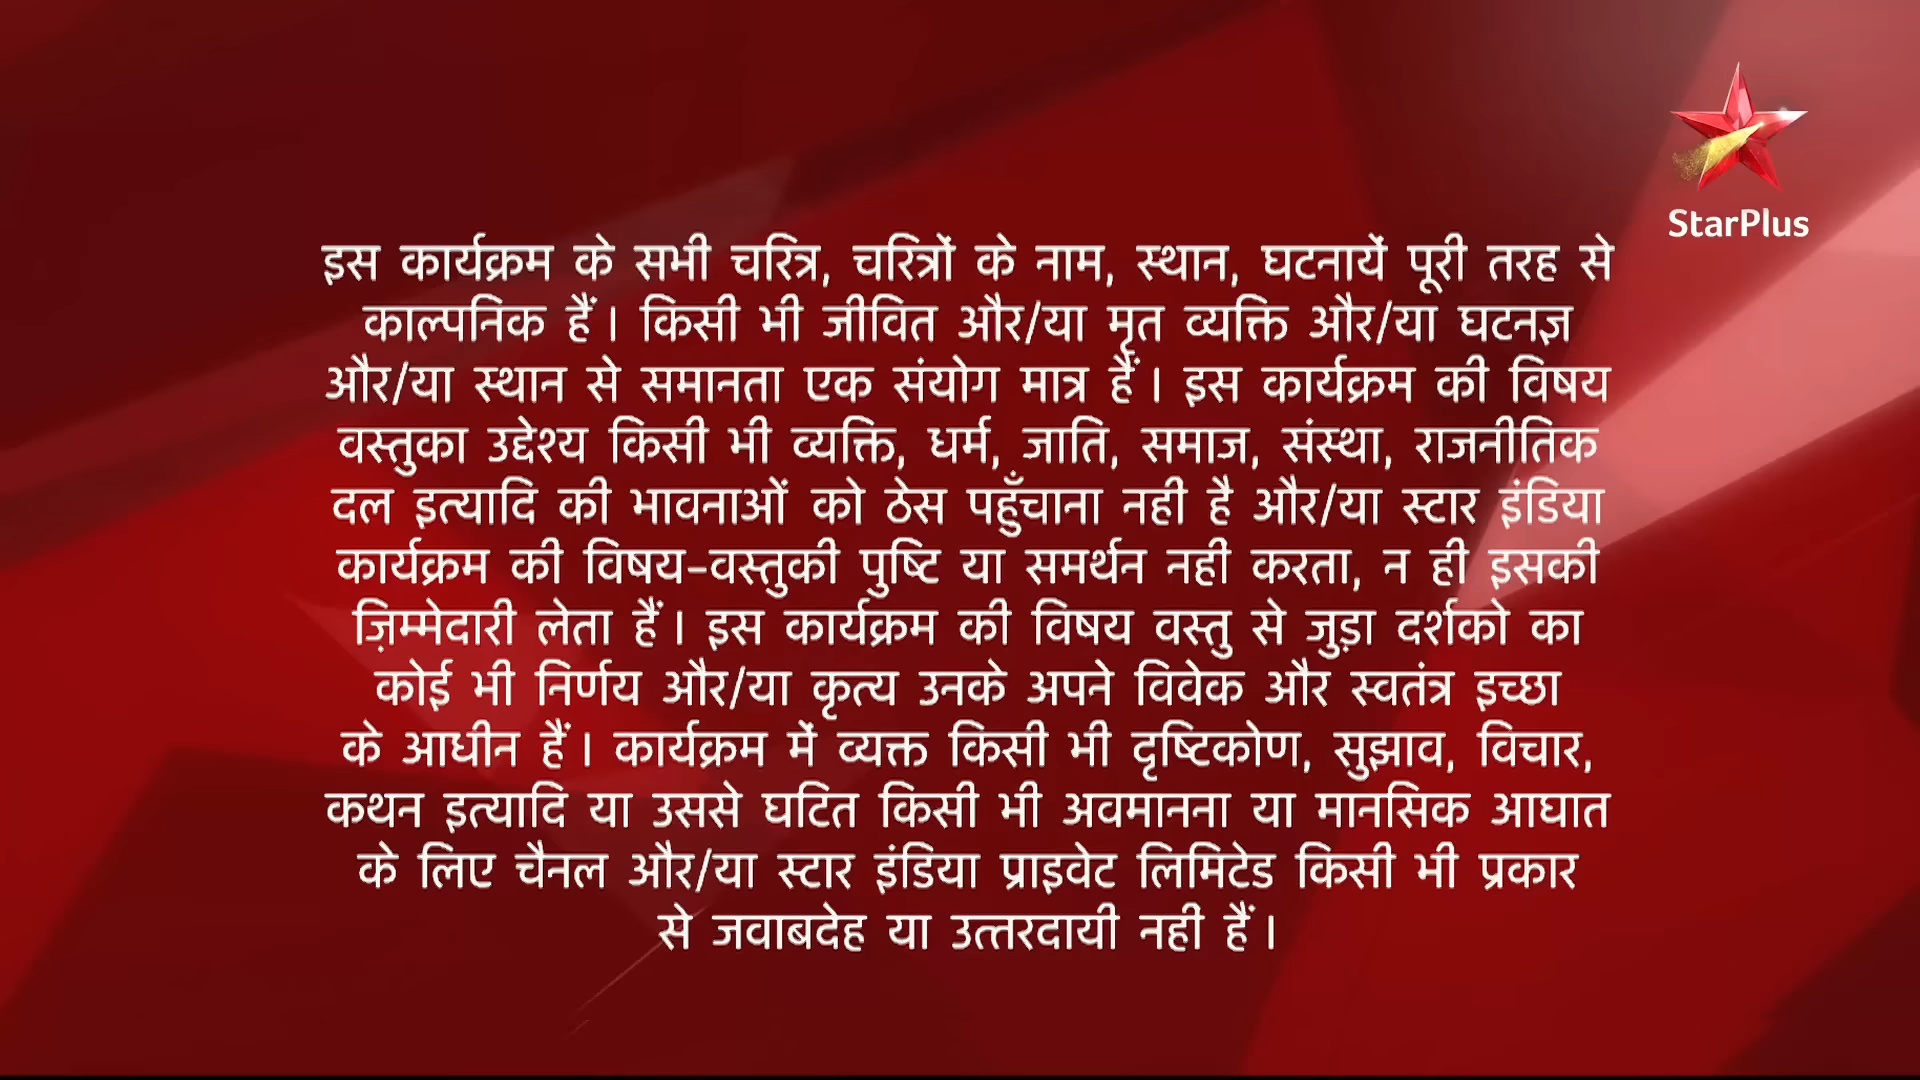 StarPlus
इस कार्यक्रम के सभी चरित्र, चरित्रों के नाम, स्थान, घटनायें पूरी तरह से
काल्पनिक हैं। किसी भी जीवित और/या मृत व्यक्ति और/या घटनज्ञ
और/या स्थान से समानता एक संयोग मात्र हैं। इस कार्यक्रम की विषय
वस्तुका उद्देश्य किसी भी व्यक्ति, धर्म, जाति, समाज, संस्था, राजनीतिक
दल इत्यादि की भावनाओं को ठेस पहुँचाना नही है और/या स्टार इंडिया
कार्यक्रम की विषय-वस्तुकी पुष्टि या समर्थन नही करता, न ही इसकी
ज़िम्मेदारी लेता हैं। इस कार्यक्रम की विषय वस्तु से जुड़ा दर्शको का
कोई भी निर्णय और/या कृत्य उनके अपने विवेक और स्वतंत्र इच्छा
के आधीन हैं। कार्यक्रम में व्यक्त किसी भी दृष्टिकोण, सुझाव, विचार,
कथन इत्यादि या उससे घटित किसी भी अवमानना या मानसिक आघात
के लिए चैनल और/या स्टार इंडिया प्राइवेट लिमिटेड किसी भी प्रकार
से जवाबदेह या उत्तरदायी नहीं हैं।